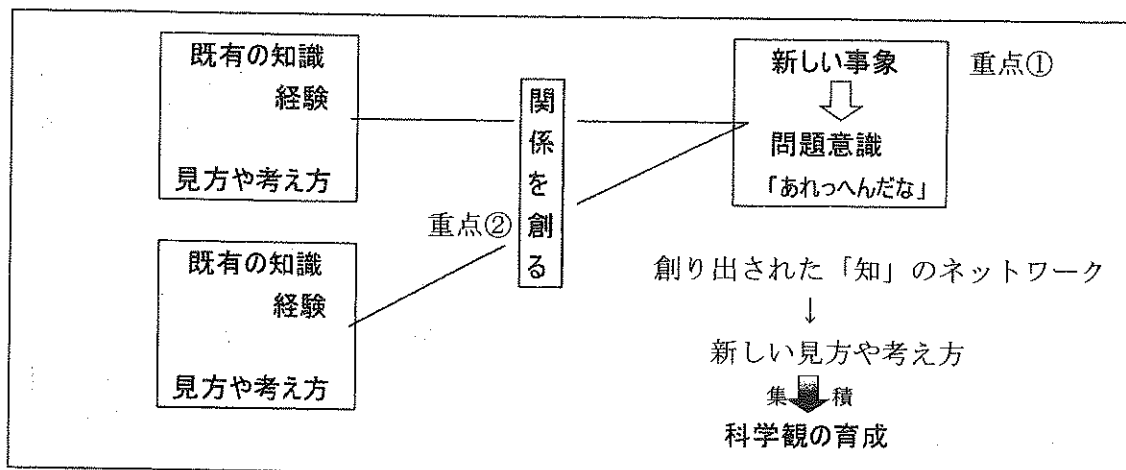 既有の知識
経験
見方や考え方
既有の知識
経験
見方や考え方
関係を創る
重点②
新しい事象
問題意識
「あれっへんだな」
重点①
創り出された「知」のネットワーク
↓
新しい見方や考え方
集積
科学観の育成